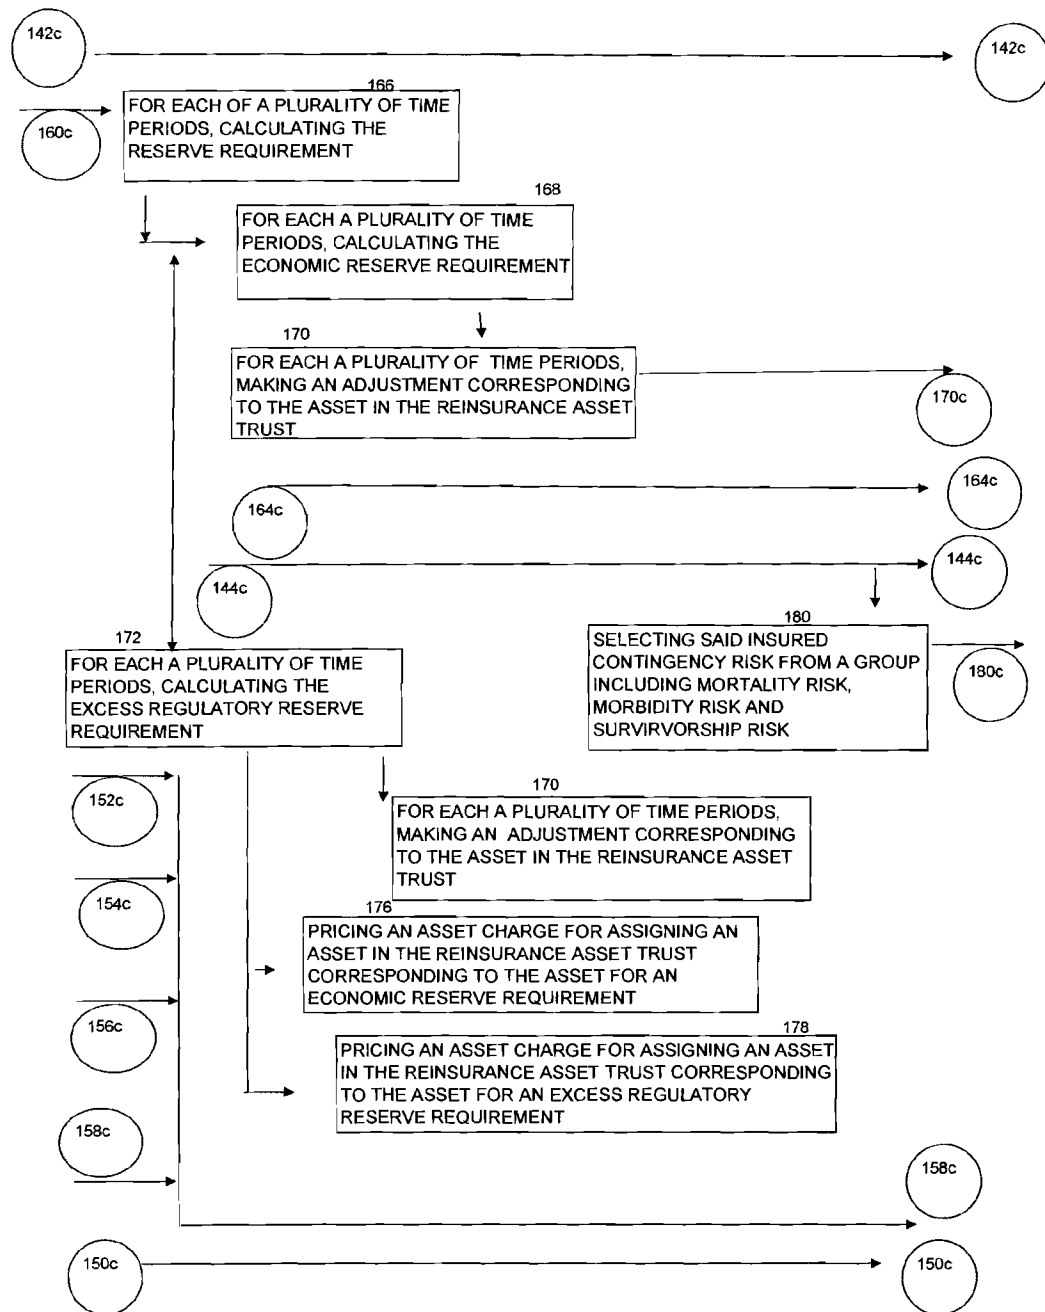 142c
142c
166
FOR EACH OF A PLURALITY OF TIME
PERIODS, CALCULATING THE
RESERVE REQUIREMENT
160c
168
FOR EACH A PLURALITY OF TIME
PERIODS, CALCULATING THE
ECONOMIC RESERVE REQUIREMENT
170
FOR EACH A PLURALITY OF TIME PERIODS,
MAKING AN ADJUSTMENT CORRESPONDING
TO THE ASSET IN THE REINSURANCE ASSET
TRUST
170c
164c
164c
144c
144c
172
FOR EACH A PLURALITY OF TIME
PERIODS, CALCULATING THE
EXCESS REGULATORY RESERVE
REQUIREMENT
180
SELECTING SAID INSURED
CONTINGENCY RISK FROM A GROUP
INCLUDING MORTALITY RISK,
MORBIDITY RISK AND
SURVIRVORSHIP RISK
180c
152c
170
FOR EACH A PLURALITY OF TIME PERIODS,
MAKING AN ADJUSTMENT CORRESPONDING
TO THE ASSET IN THE REINSURANCE ASSET
TRUST
154c
176
PRICING AN ASSET CHARGE FOR ASSIGNING AN
ASSET IN THE REINSURANCE ASSET TRUST
CORRESPONDING TO THE ASSET FOR AN
ECONOMIC RESERVE REQUIREMENT
156c
178
PRICING AN ASSET CHARGE FOR ASSIGNING AN ASSET
IN THE REINSURANCE ASSET TRUST CORRESPONDING
TO THE ASSET FOR AN EXCESS REGULATORY
RESERVE REQUIREMENT
158c
158c
150c
150c